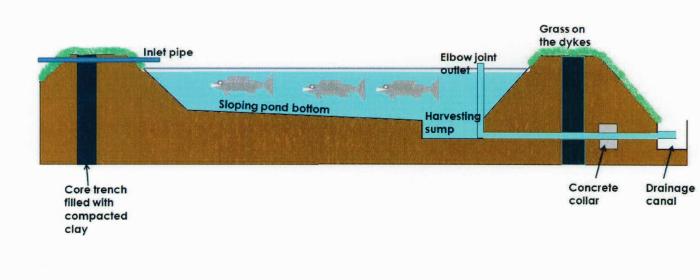 Grass on
the dykes
Inlet pipe
Elbow joint
outlet
Sloping pond bottom
Harvesting
sump
Core trench
filled with
compacted
clay
Concrete
collar
Drainage
canal